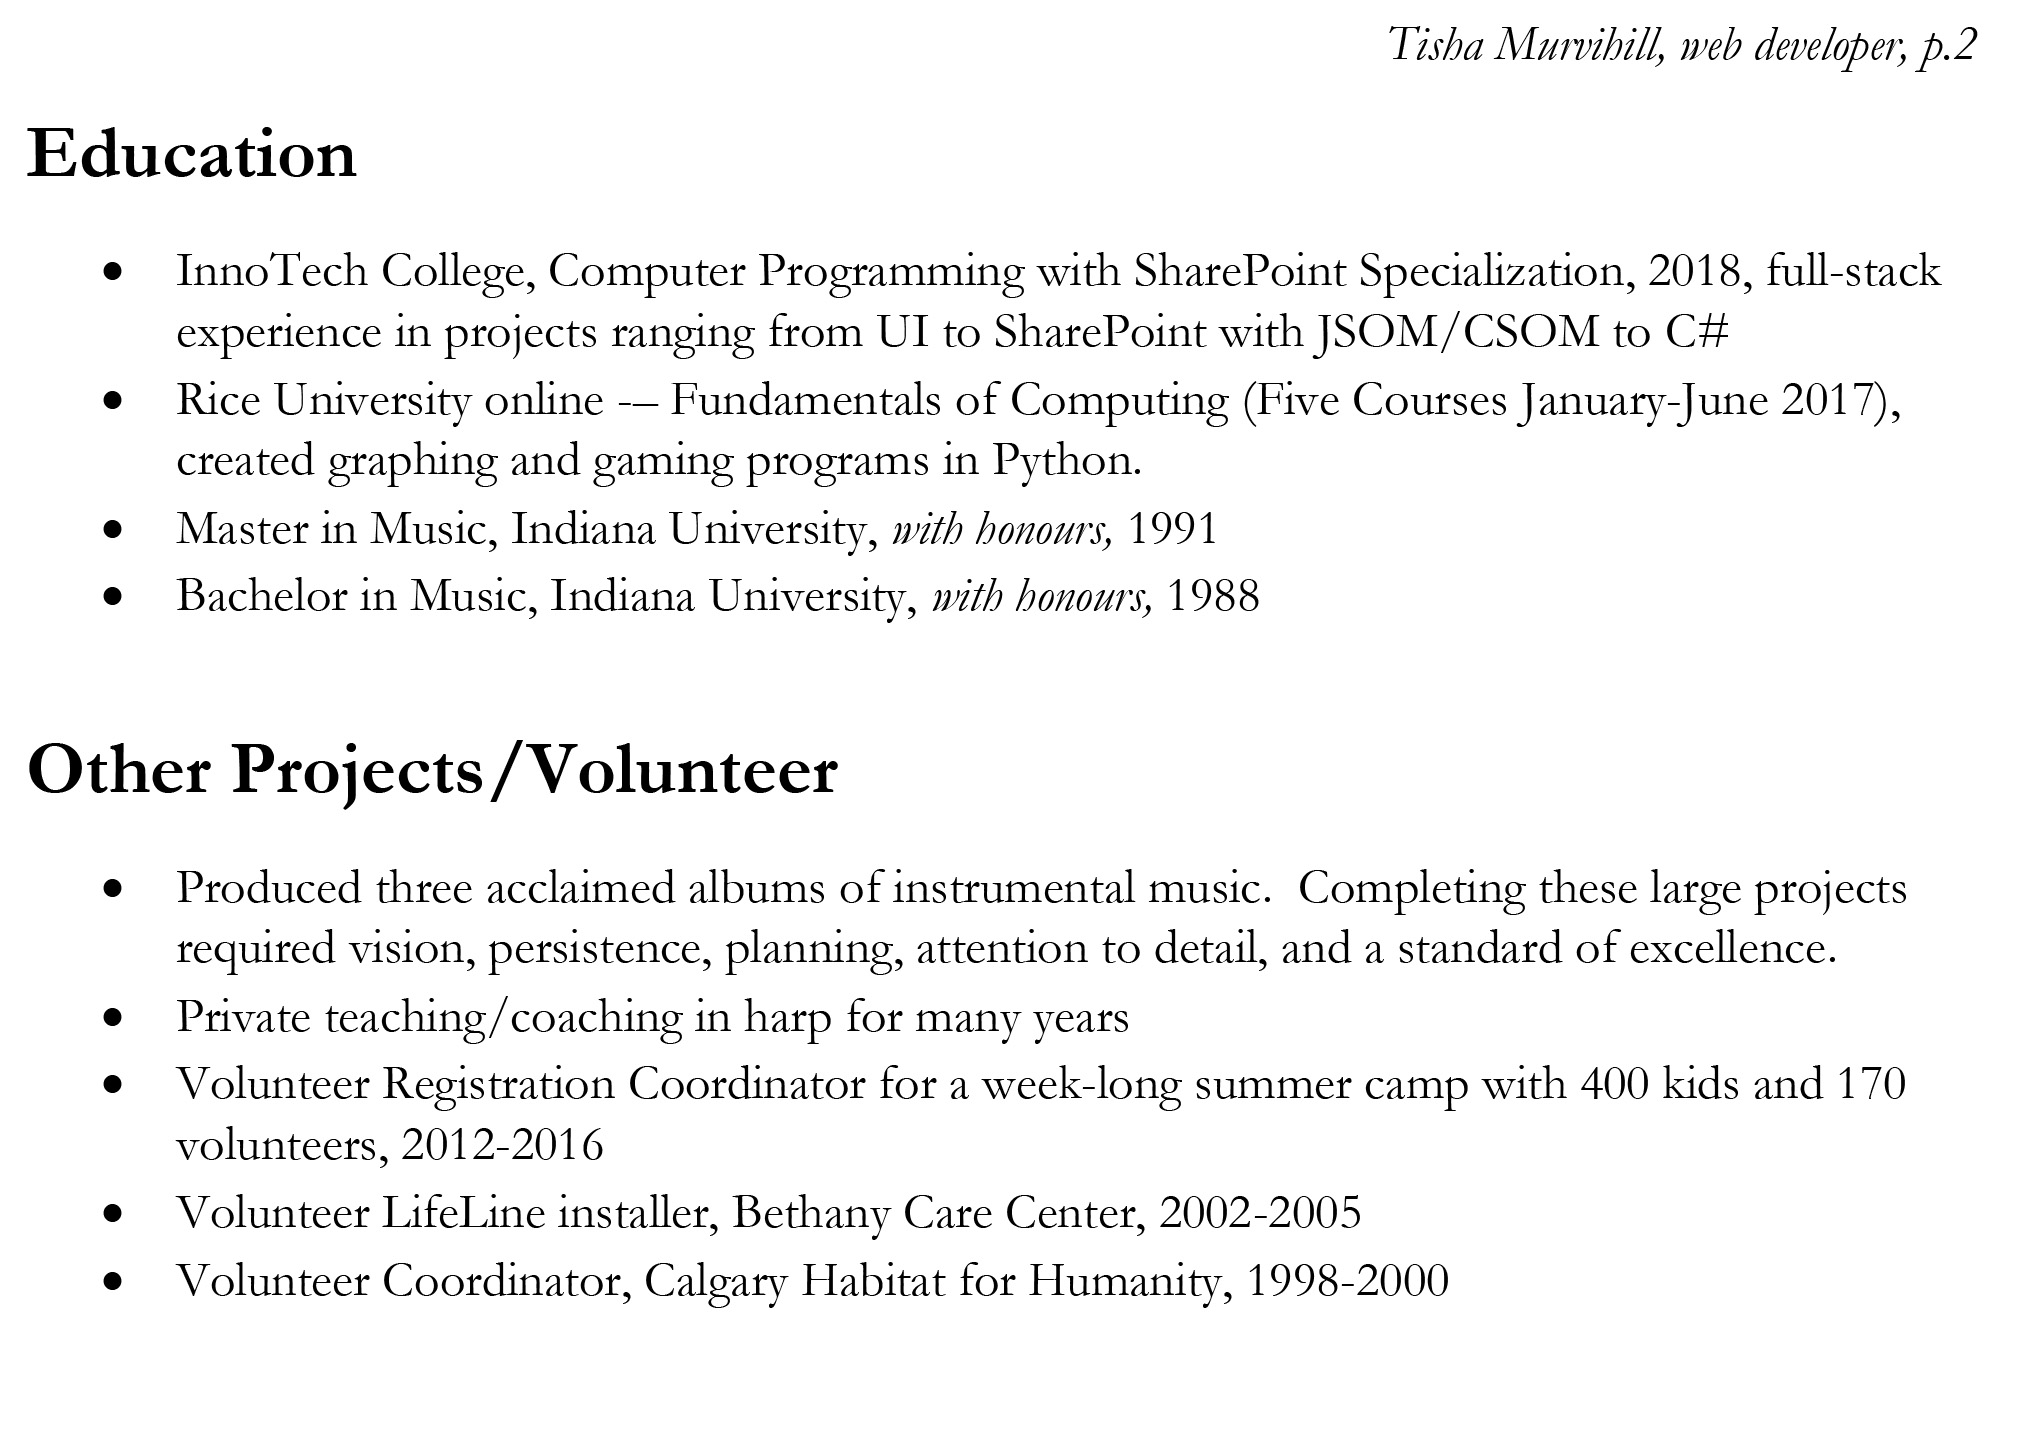 Tisha Murvihill, web developer, p.2
Education
• InnoTech College, Computer Programming with SharePoint Specialization, 2018, full-stack
experience in projects ranging from UI to SharePoint with JSOM/CSOM to C#
• Rice University online -– Fundamentals of Computing (Five Courses January-June 2017),
created graphing and gaming programs in Python.
• Master in Music, Indiana University, with honours, 1991
• Bachelor in Music, Indiana University, with honours, 1988
Other Projects/Volunteer
• Produced three acclaimed albums of instrumental music.  Completing these large projects
required vision, persistence, planning, attention to detail, and a standard of excellence.
• Private teaching/coaching in harp for many years
• Volunteer Registration Coordinator for a week-long summer camp with 400 kids and 170
volunteers, 2012-2016
• Volunteer LifeLine installer, Bethany Care Center, 2002-2005
• Volunteer Coordinator, Calgary Habitat for Humanity, 1998-2000